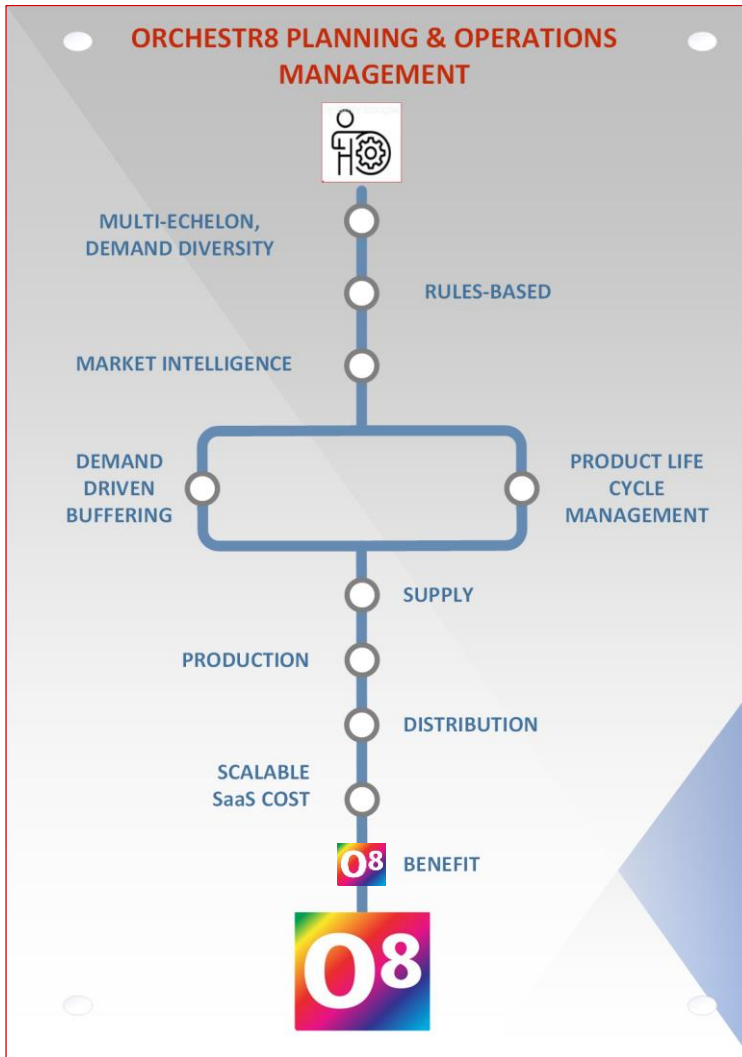 ORCHESTR8 PLANNING & OPERATIONS
MANAGEMENT
MULTI-ECHELON,
DEMAND DIVERSITY
RULES-BASED
MARKET INTELLIGENCE
DEMAND
DRIVEN
BUFFERING
PRODUCT LIFE
CYCLE
MANAGEMENT
SUPPLY
PRODUCTION
DISTRIBUTION
SCALABLE
SaaS COST
O8
BENEFIT
O8